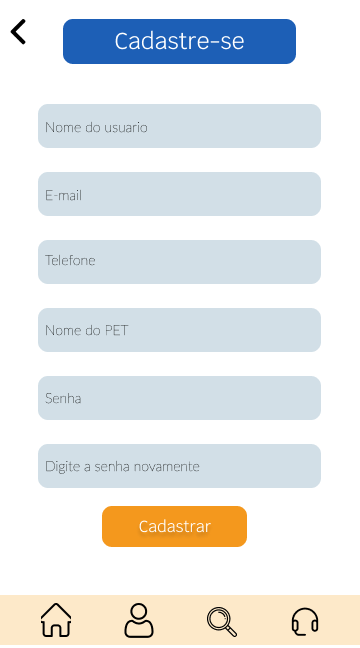 Cadastre-se
Nome do usuario
E-mail
Telefone
Nome do PET
Senha
Digite a senha novamente
Cadastrar